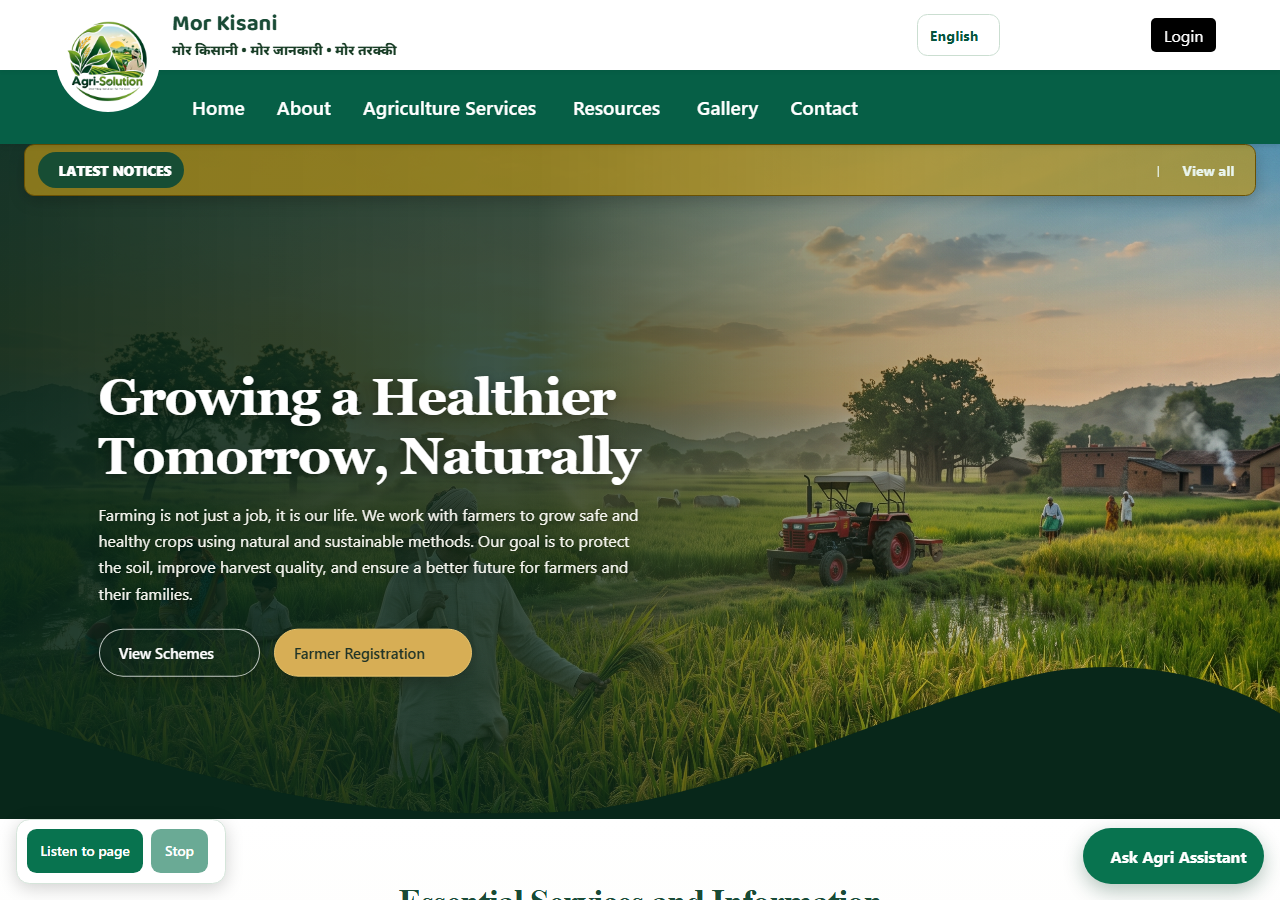 Mor Kisani
मोर किसानी • मोर जानकारी • मोर तरक्की
English
Login
Agri-Solution
Home About Agriculture Services Resources Gallery Contact
LATEST NOTICES
| View all
Growing a Healthier
Tomorrow, Naturally
Farming is not just a job, it is our life. We work with farmers to grow safe and
healthy crops using natural and sustainable methods. Our goal is to protect
the soil, improve harvest quality, and ensure a better future for farmers and
their families.
View Schemes Farmer Registration
Listen to page Stop
Ask Agri Assistant
Essential Services and Information